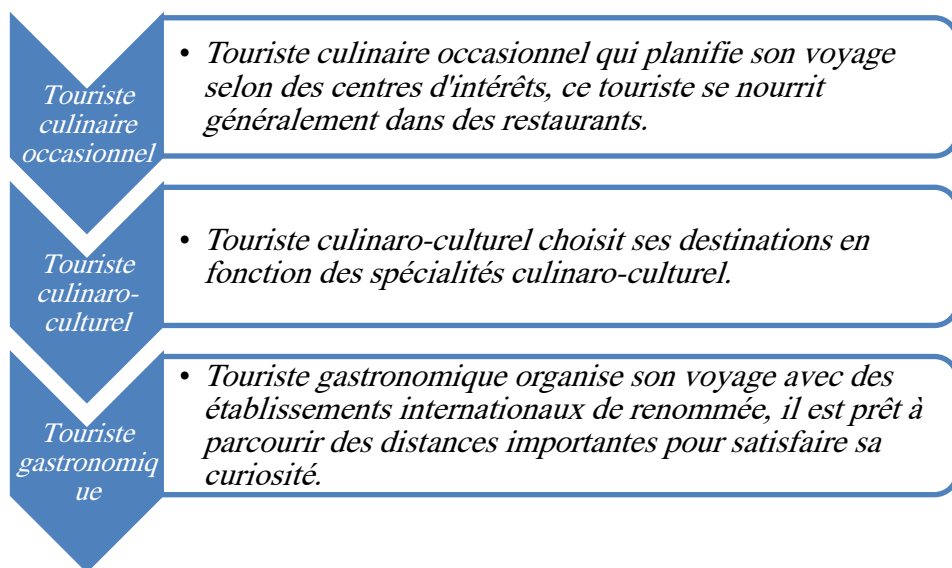 Touriste
culinaire
occasionnel
• Touriste culinaire occasionnel qui planifie son voyage
selon des centres d'intérêts, ce touriste se nourrit
généralement dans des restaurants.
Touriste
culinaro-
culturel
• Touriste culinaro-culturel choisit ses destinations en
fonction des spécialités culinaro-culturel.
Touriste
gastronomiq
ue
• Touriste gastronomique organise son voyage avec des
établissements internationaux de renommée, il est prêt à
parcourir des distances importantes pour satisfaire sa
curiosité.